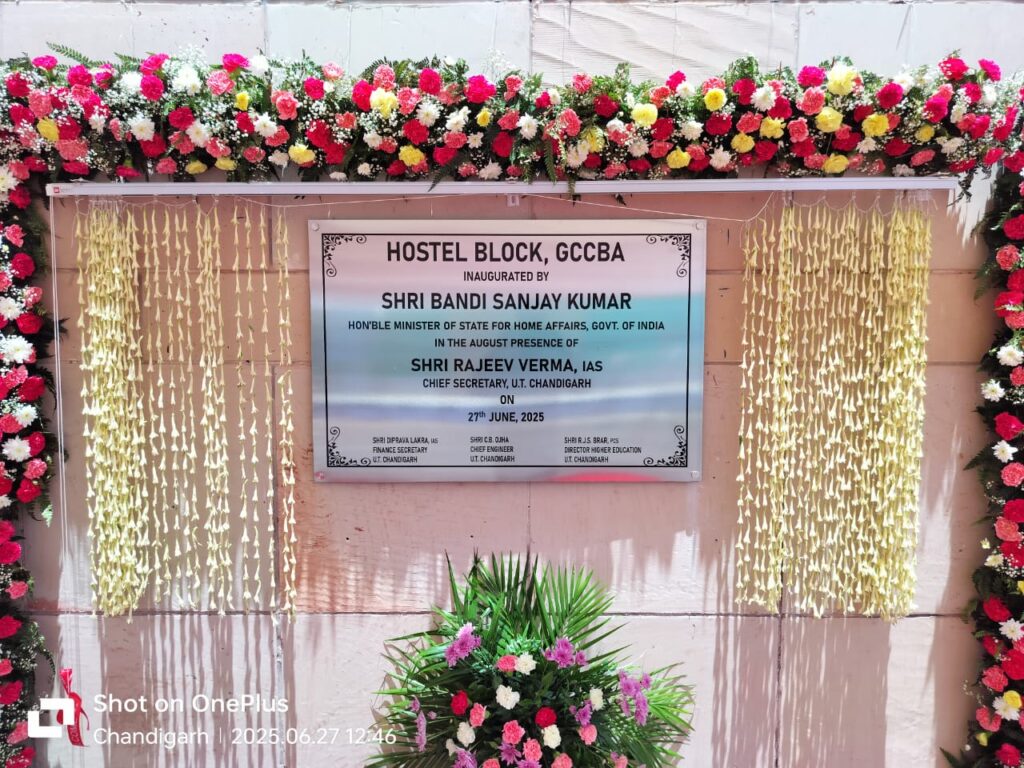 HOSTEL BLOCK, GCCBA
INAUGURATED BY
SHRI BANDI SANJAY KUMAR
HON'BLE MINISTER OF STATE FOR HOME AFFAIRS, GOVT. OF INDIA
IN THE AUGUST PRESENCE OF
SHRI RAJEEV VERMA, IAS
CHIEF SECRETARY, U.T. CHANDIGARH
ON
27th JUNE, 2025
SHRI DIPRAVA LAKRA, IAS
FINANCE SECRETARY
U.T. CHANDIGARH
SHRI C.B. OJHA
CHIEF ENGINEER
U.T. CHANDIGARH
SHRI R.J.S. BRAR, PCS
DIRECTOR HIGHER EDUCATION
U.T. CHANDIGARH
Shot on OnePlus
Chandigarh | 2025.06.27 12:46